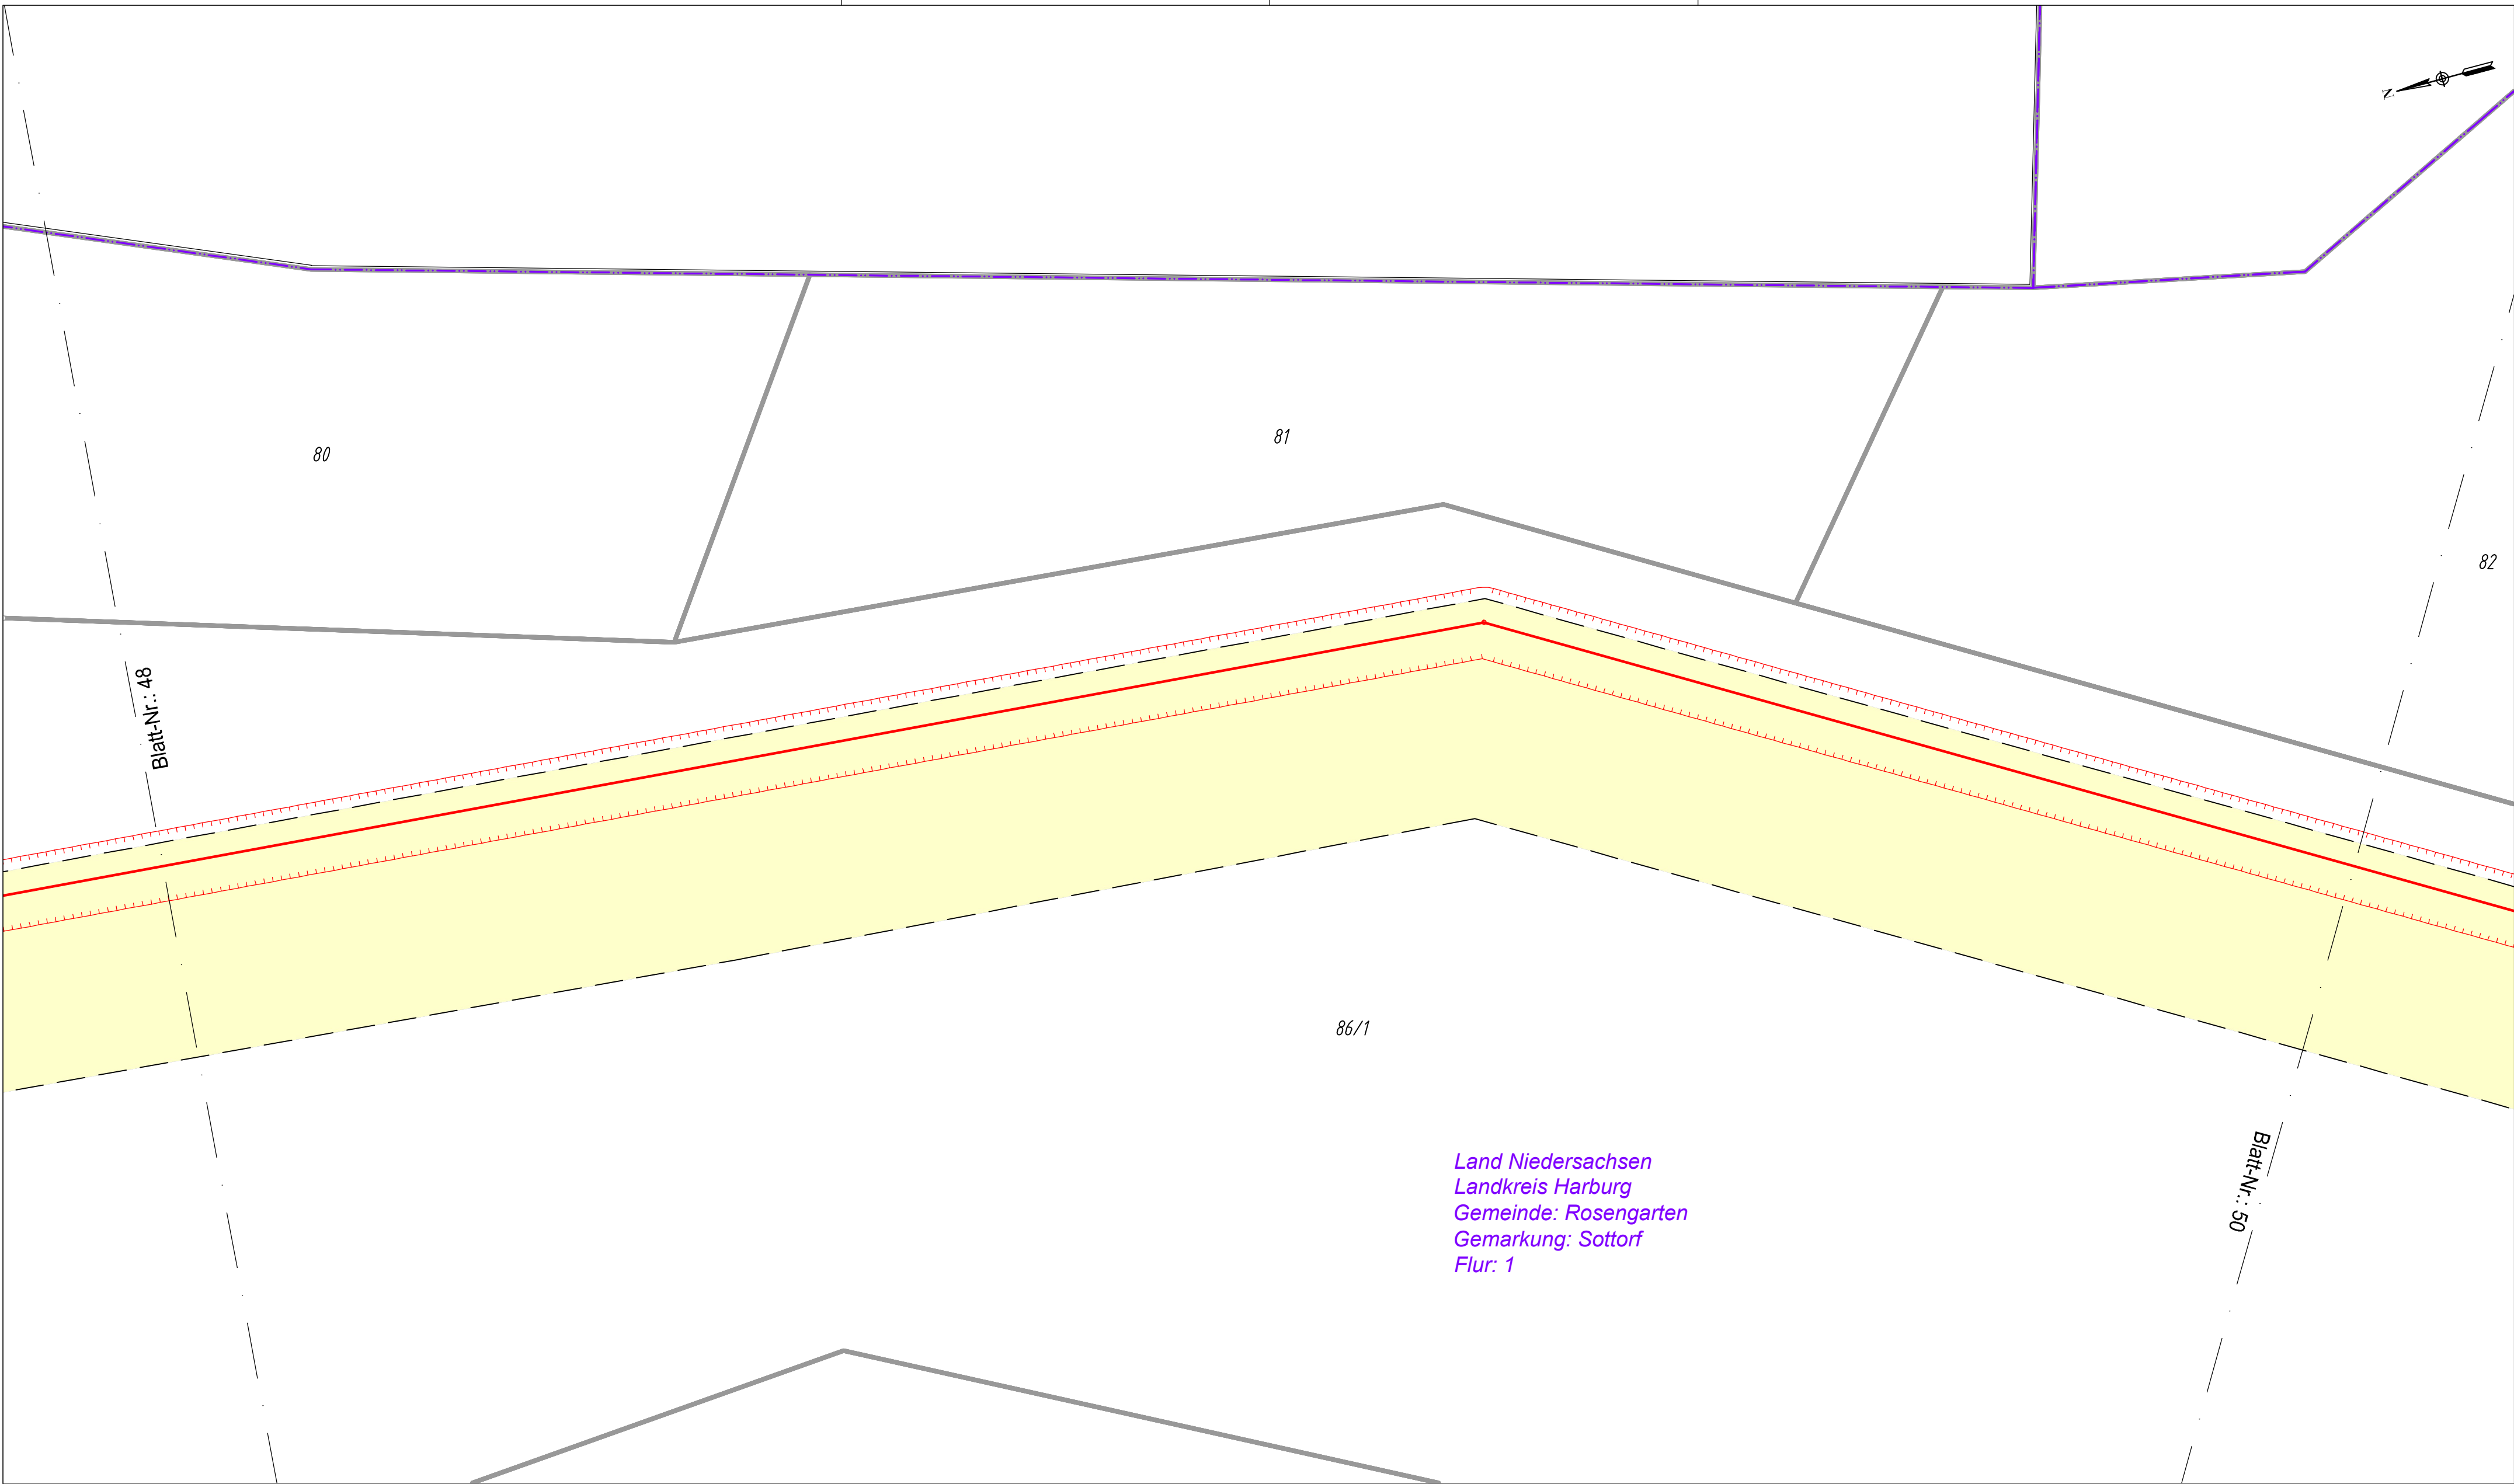 N
80
81
82
Blatt-Nr.: 48
86/1
Land Niedersachsen
Landkreis Harburg
Gemeinde: Rosengarten
Gemarkung: Sottorf
Flur: 1
Blatt-Nr.: 50